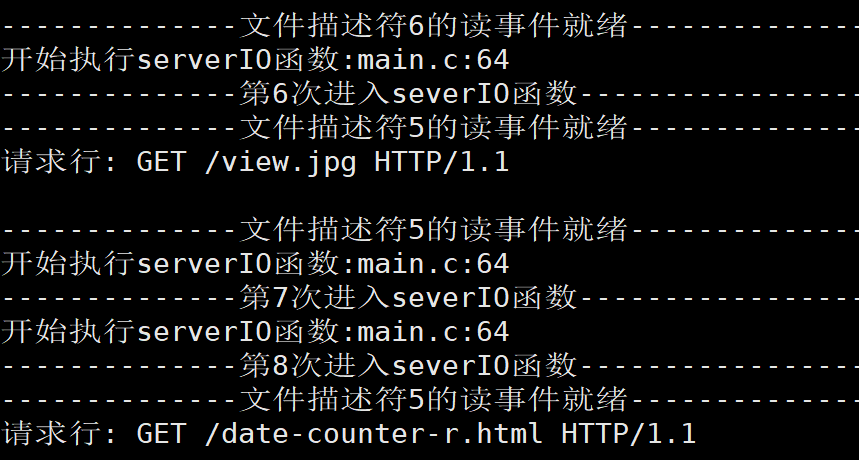 --------------文件描述符6的读事件就绪--------------
开始执行serverIO函数:main.c:64
--------------第6次进入severIO函数-----------------
--------------文件描述符5的读事件就绪--------------
请求行: GET /view.jpg HTTP/1.1
--------------文件描述符5的读事件就绪--------------
开始执行serverIO函数:main.c:64
--------------第7次进入severIO函数-----------------
开始执行serverIO函数:main.c:64
--------------第8次进入severIO函数-----------------
--------------文件描述符5的读事件就绪--------------
请求行: GET /date-counter-r.html HTTP/1.1